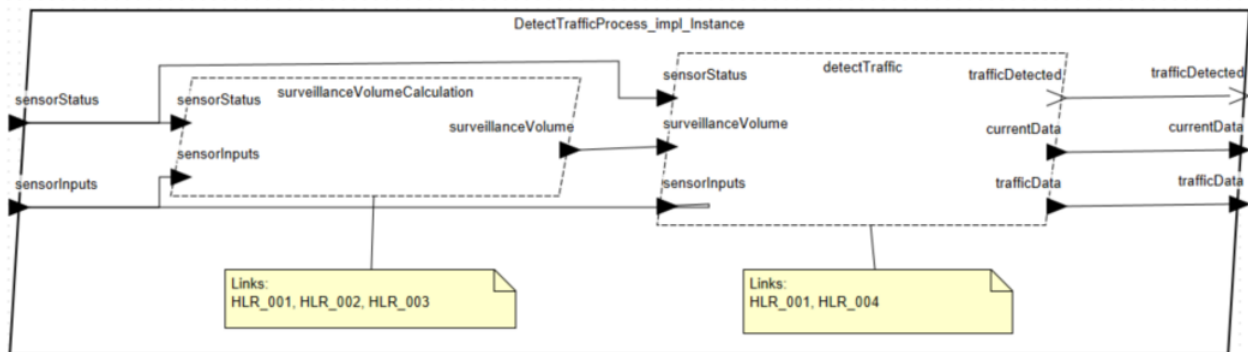 DetectTrafficProcess_impl_Instance
sensorStatus
sensorInputs
sensorStatus
surveillanceVolumeCalculation
surveillanceVolume
sensorInputs
Links:
HLR_001, HLR_002, HLR_003
sensorStatus
detectTraffic
trafficDetected
surveillanceVolume
currentData
sensorInputs
trafficData
Links:
HLR_001, HLR_004
trafficDetected
currentData
trafficData